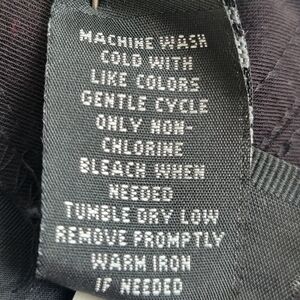 MACHINE WASH
COLD WITH
LIKE COLORS
GENTLE CYCLE
ONLY NON-
CHLORINE
BLEACH WHEN
NEEDED
TUMBLE DRY LOW
REMOVE PROMPTLY
WARM IRON
IF NEEDED